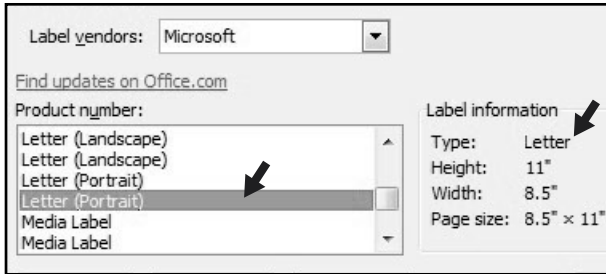 Label vendors: Microsoft
Find updates on Office.com
Product number:
Letter (Landscape)
Letter (Landscape)
Letter (Portrait)
Letter (Portrait)
Media Label
Media Label
Label information
Type: Letter
Height: 11"
Width: 8.5"
Page size: 8.5" × 11"